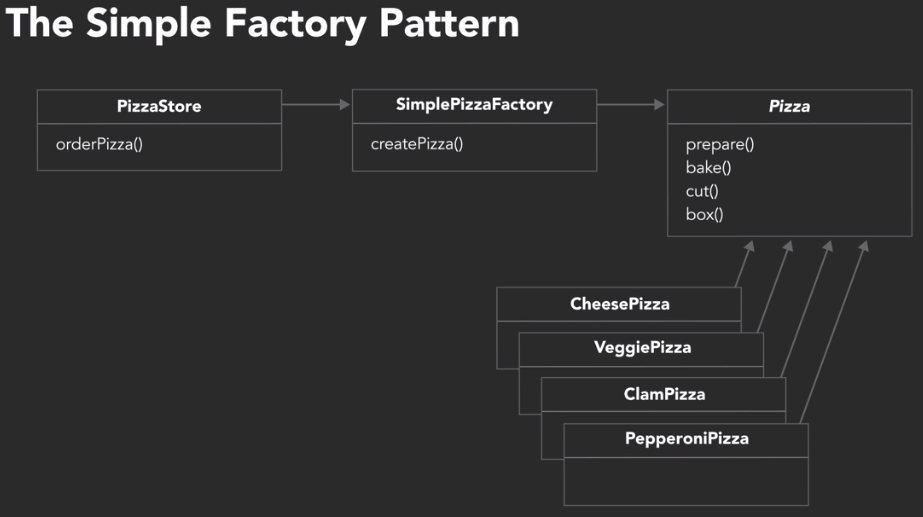 The Simple Factory Pattern
PizzaStore
orderPizza()
SimplePizzaFactory
createPizza()
Pizza
prepare()
bake()
cut()
box()
CheesePizza
VeggiePizza
ClamPizza
PepperoniPizza